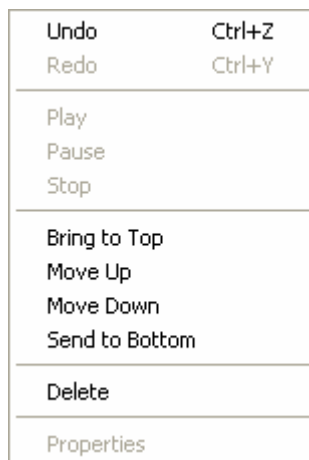 Undo Ctrl+Z
Redo Ctrl+Y
Play
Pause
Stop
Bring to Top
Move Up
Move Down
Send to Bottom
Delete
Properties